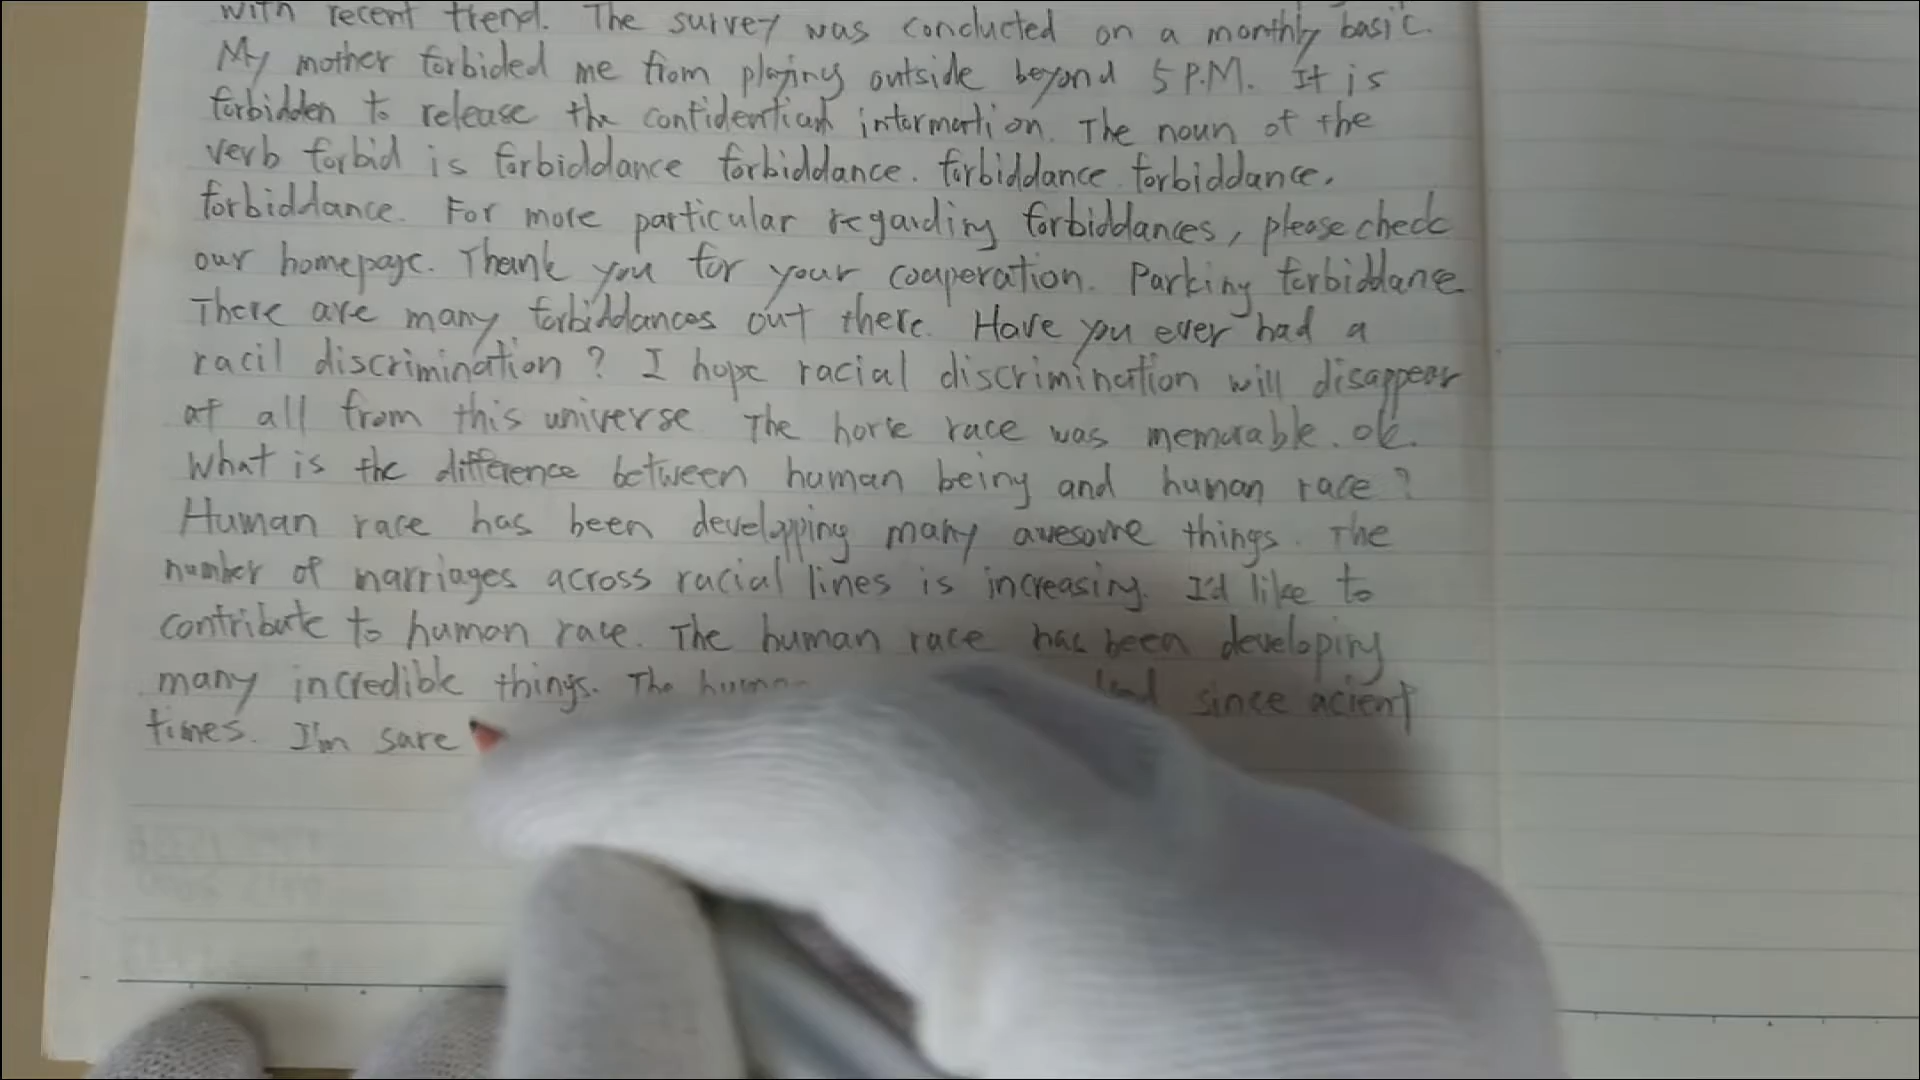 with recent trend. The survey was conducted on a monthly basic.
My mother forbided me from playing outside beyond 5 P.M. It is
forbidden to release the confidential information. The noun of the
verb forbid is forbiddance forbiddance. forbiddance forbiddance.
forbiddance. For more particular regarding forbiddances, please check
our homepage. Thank you for your cooperation. Parking forbiddance
There are many forbiddances out there. Have you ever had a
racil discrimination? I hope racial discrimination will disappear
at all from this universe The horse race was memorable. ok.
What is the difference between human being and human race?
Human race has been developping many awesome things. The
number of marriages across racial lines is increasing. I'd like to
contribute to human race. The human race has been developing
many incredible things. The since acient
times. I'm sure